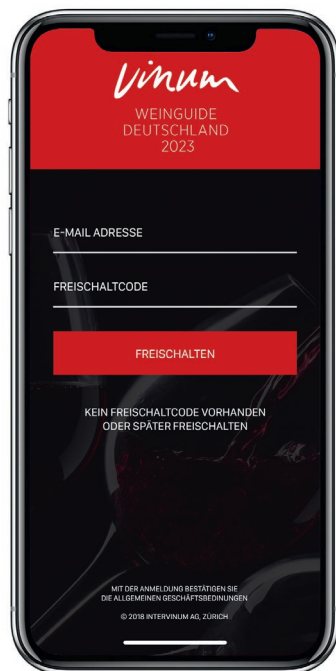 Vinum
WEINGUIDE
DEUTSCHLAND
2023
E-MAIL ADRESSE
FREISCHALTCODE
FREISCHALTEN
KEIN FREISCHALTCODE VORHANDEN
ODER SPÄTER FREISCHALTEN
MIT DER ANMELDUNG BESTÄTIGEN SIE
DIE ALLGEMEINEN GESCHÄFTSBEDINUNGEN
© 2018 INTERVINUM AG, ZÜRICH